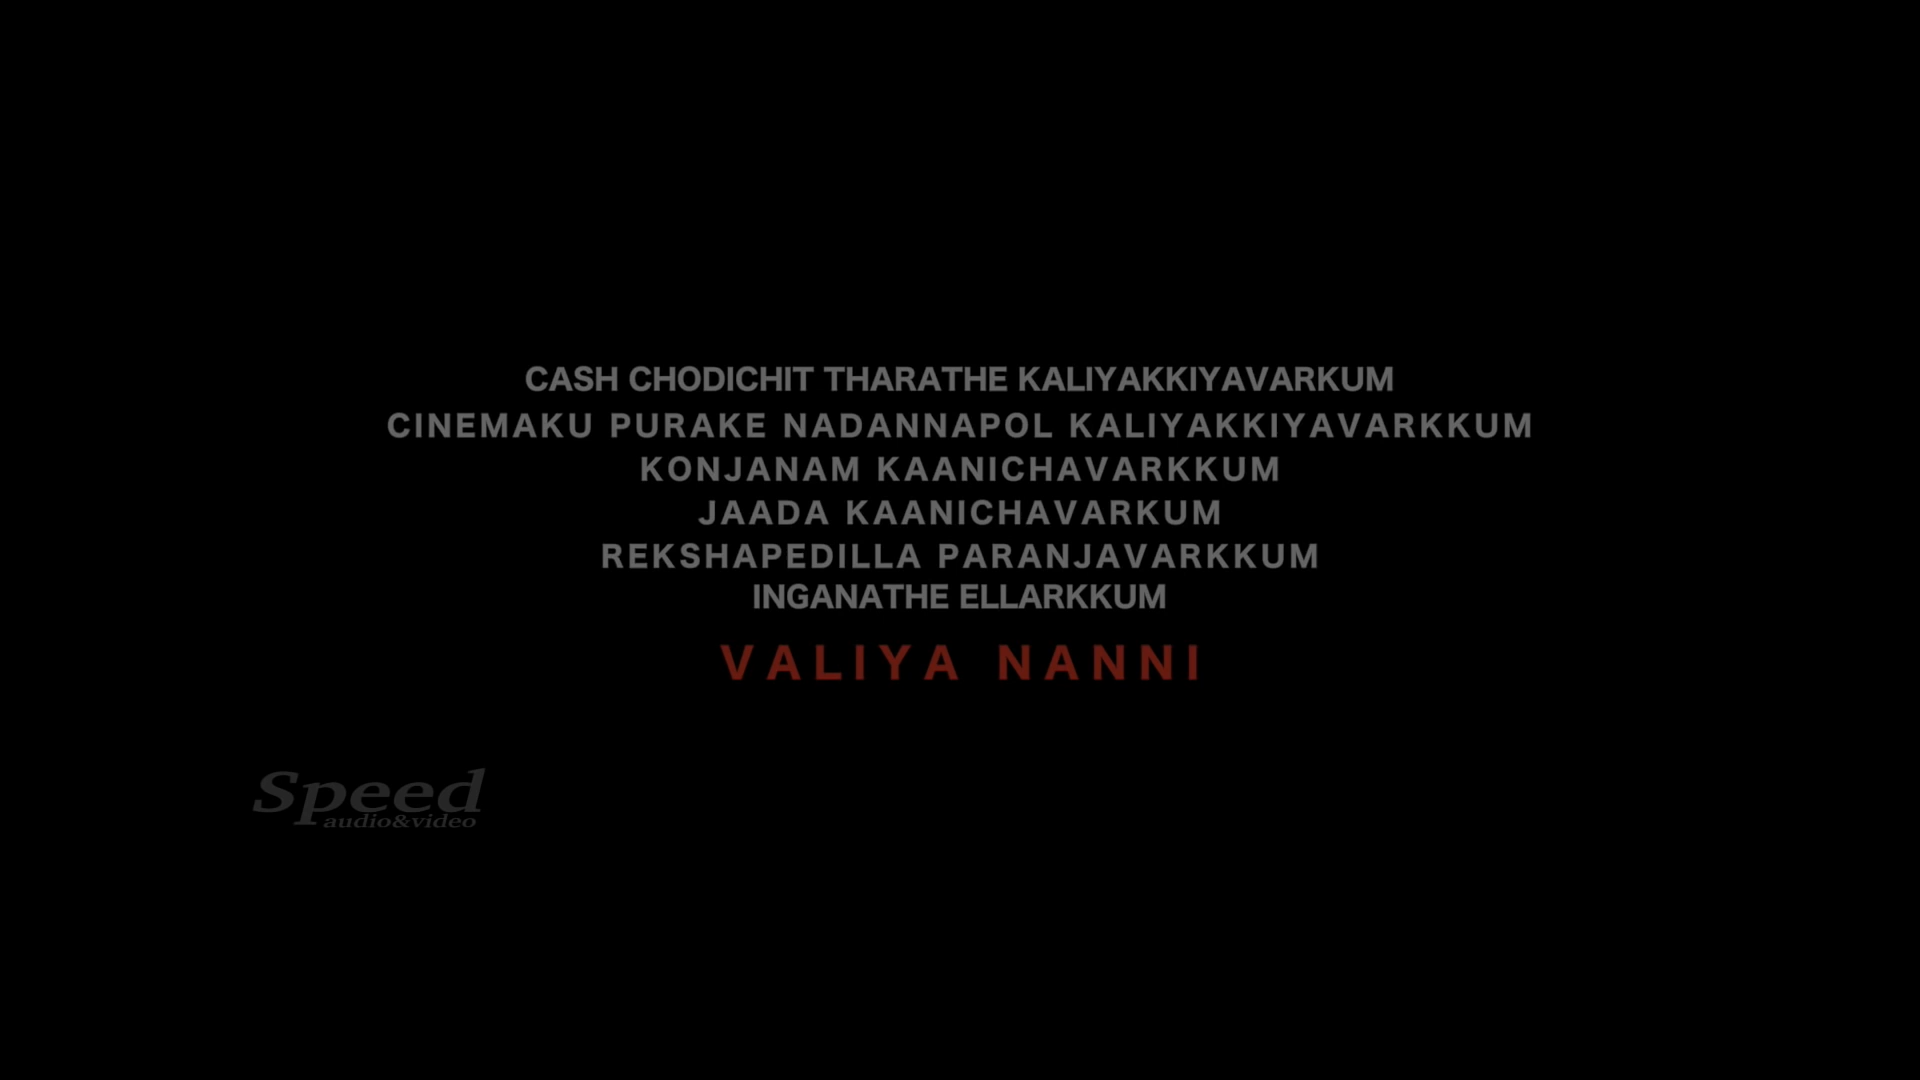 CASH CHODICHIT THARATHE KALIYAKKIYAVARKUM
CINEMAKU PURAKE NADANNAPOL KALIYAKKIYAVARKKUM
KONJANAM KAANICHAVARKKUM
JAADA KAANICHAVARKUM
REKSHAPEDILLA PARANJAVARKKUM
INGANATHE ELLARKKUM
VALIYA NANNI
Speed
audio&video